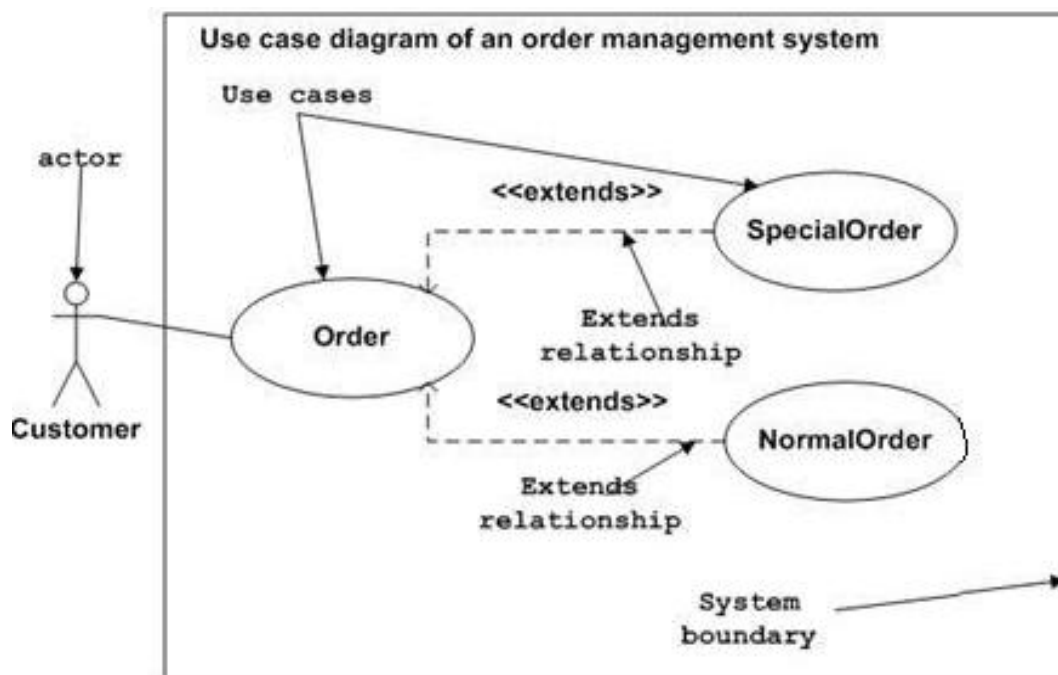 Use case diagram of an order management system
Use cases
actor
<<extends>>
SpecialOrder
Extends
relationship
Order
<<extends>>
Customer
NormalOrder
Extends
relationship
System
boundary